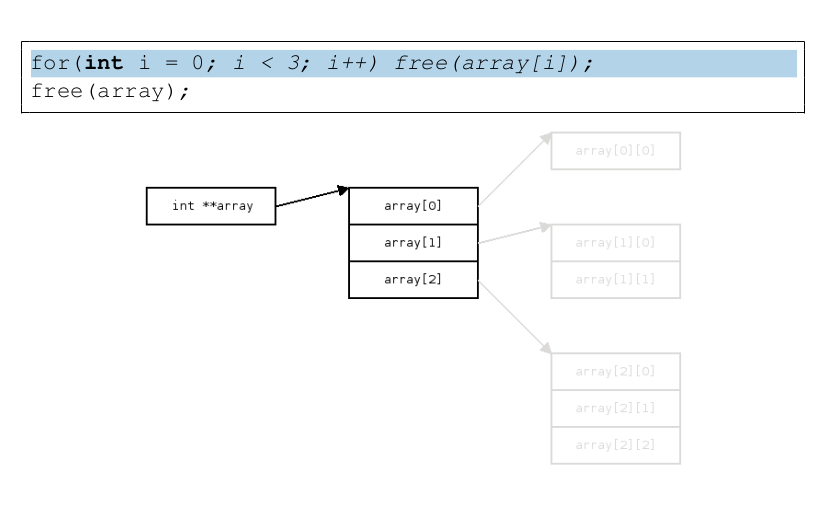 for(int i = 0; i < 3; i++) free(array[i]);
free(array);
array[0][0]
int **array
array[0]
array[1]
array[2]
array[1][0]
array[1][1]
array[2][0]
array[2][1]
array[2][2]